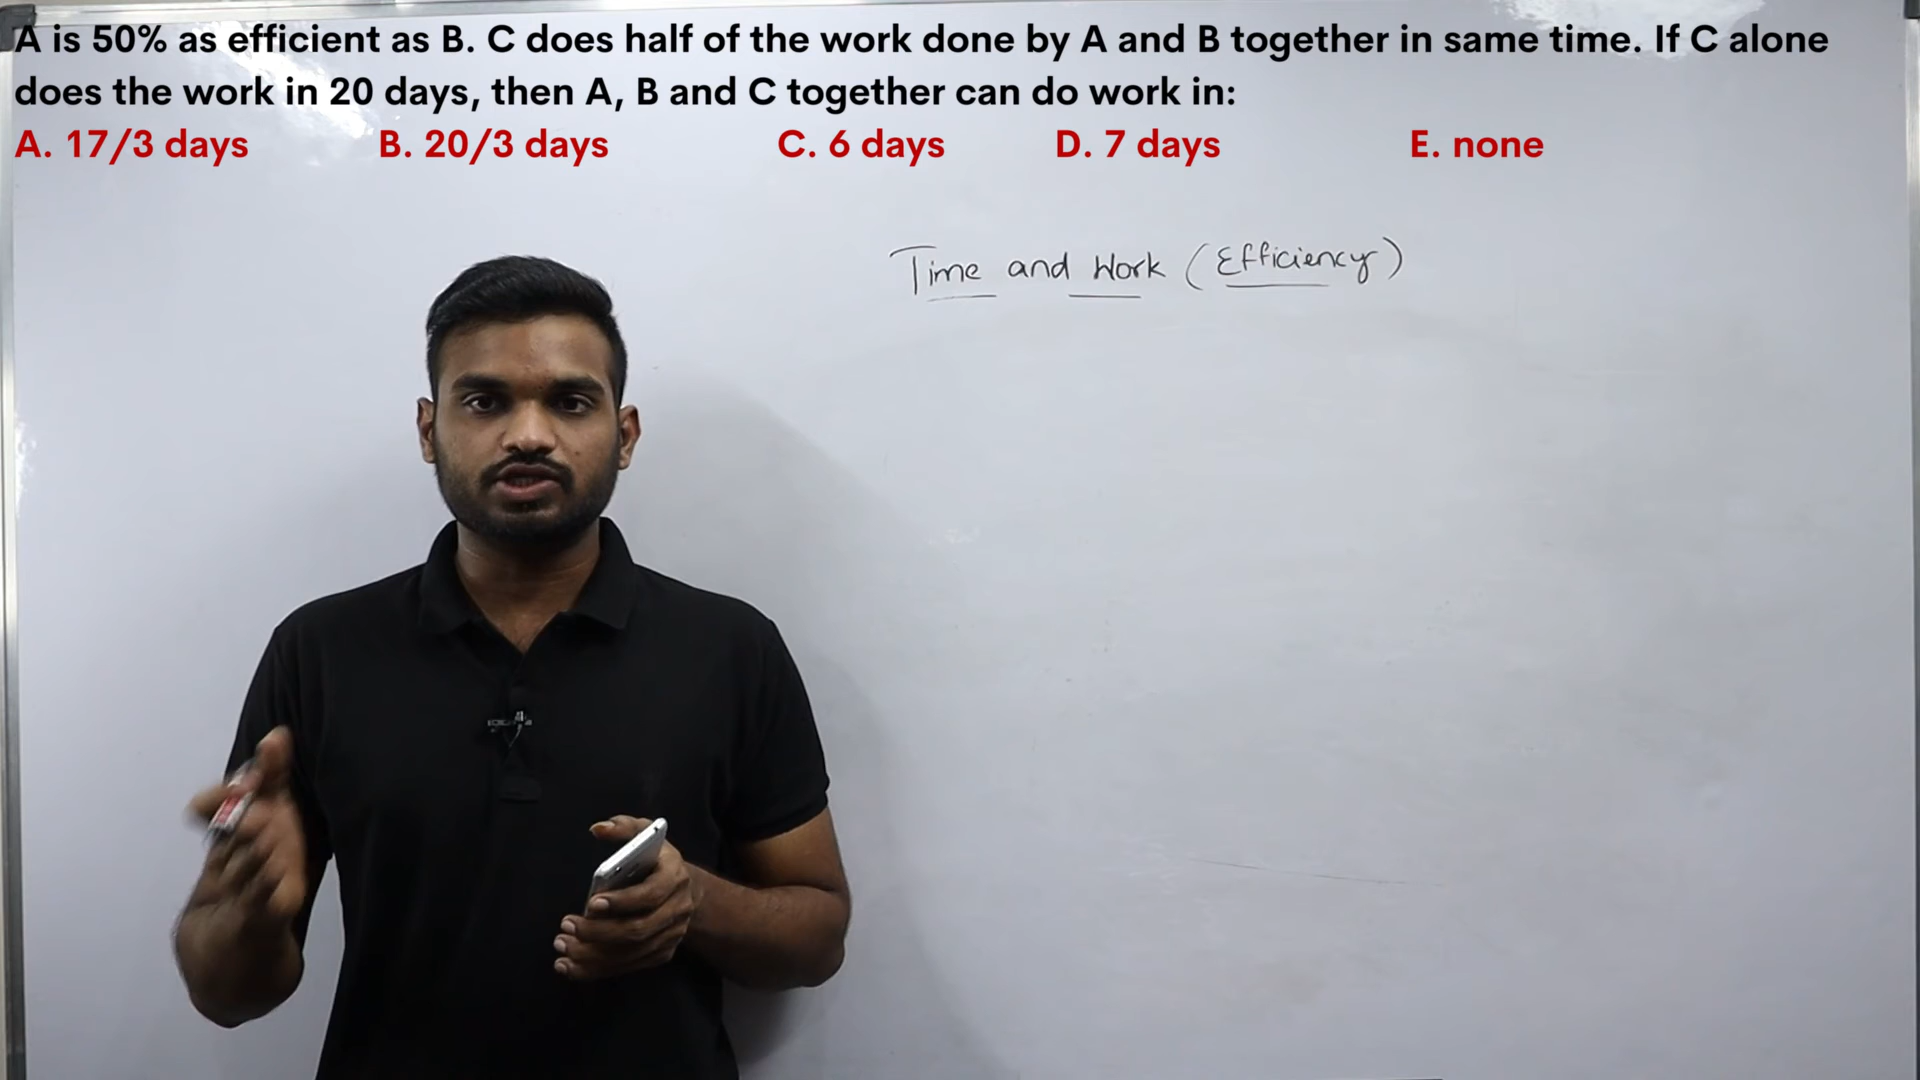 A is 50% as efficient as B. C does half of the work done by A and B together in same time. If C alone
does the work in 20 days, then A, B and C together can do work in:
A. 17/3 days B. 20/3 days C. 6 days D. 7 days E. none
Time and Work (Efficiency)